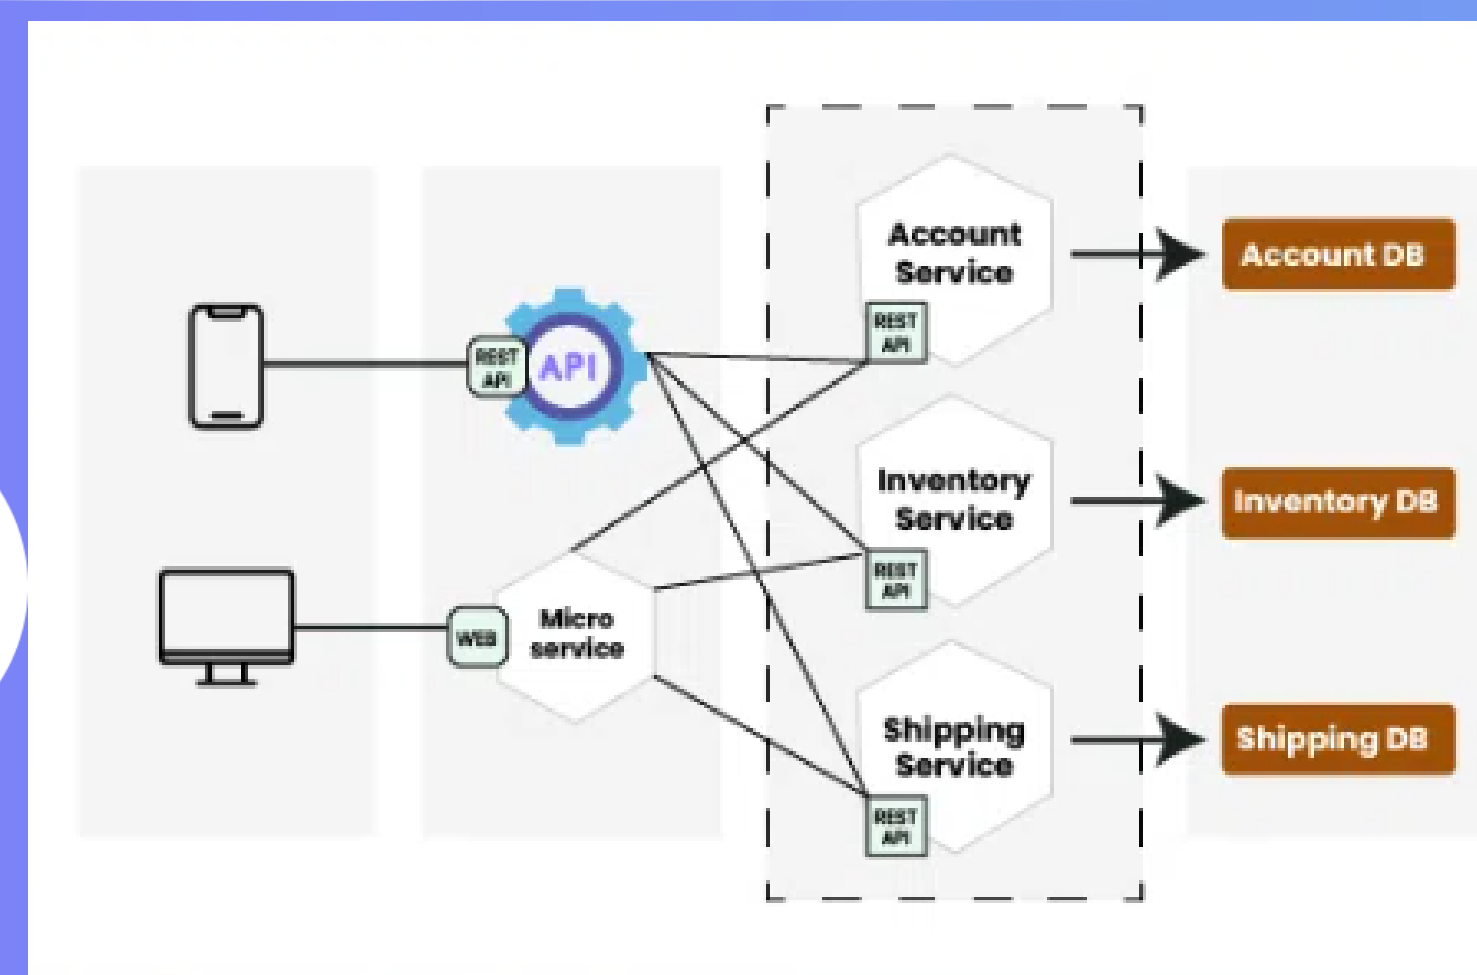 REST
API
API
WEB
Micro
service
Account
Service
REST
API
Inventory
Service
REST
API
Shipping
Service
REST
API
Account DB
Inventory DB
Shipping DB